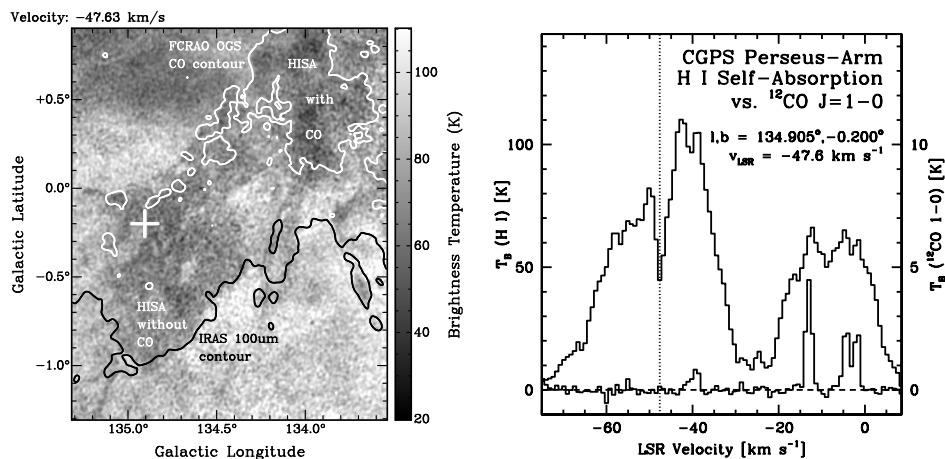 Velocity: -47.63 km/s
FCRAO OGS
CO contour
HISA
with
CO
HISA
without
CO
IRAS 100um
contour
+0.5°
0.0°
-0.5°
-1.0°
Galactic Latitude
135.0°
134.5°
134.0°
Galactic Longitude
100
80
60
40
20
Brightness Temperature (K)
CGPS Perseus-Arm
H I Self-Absorption
vs. ¹²CO J=1-0
l,b = 134.905°,-0.200°
v_LSR = -47.6 km s⁻¹
100
50
0
T_B (H I) [K]
10
5
0
T_B (¹²CO 1-0) [K]
-60
-40
-20
0
LSR Velocity [km s⁻¹]